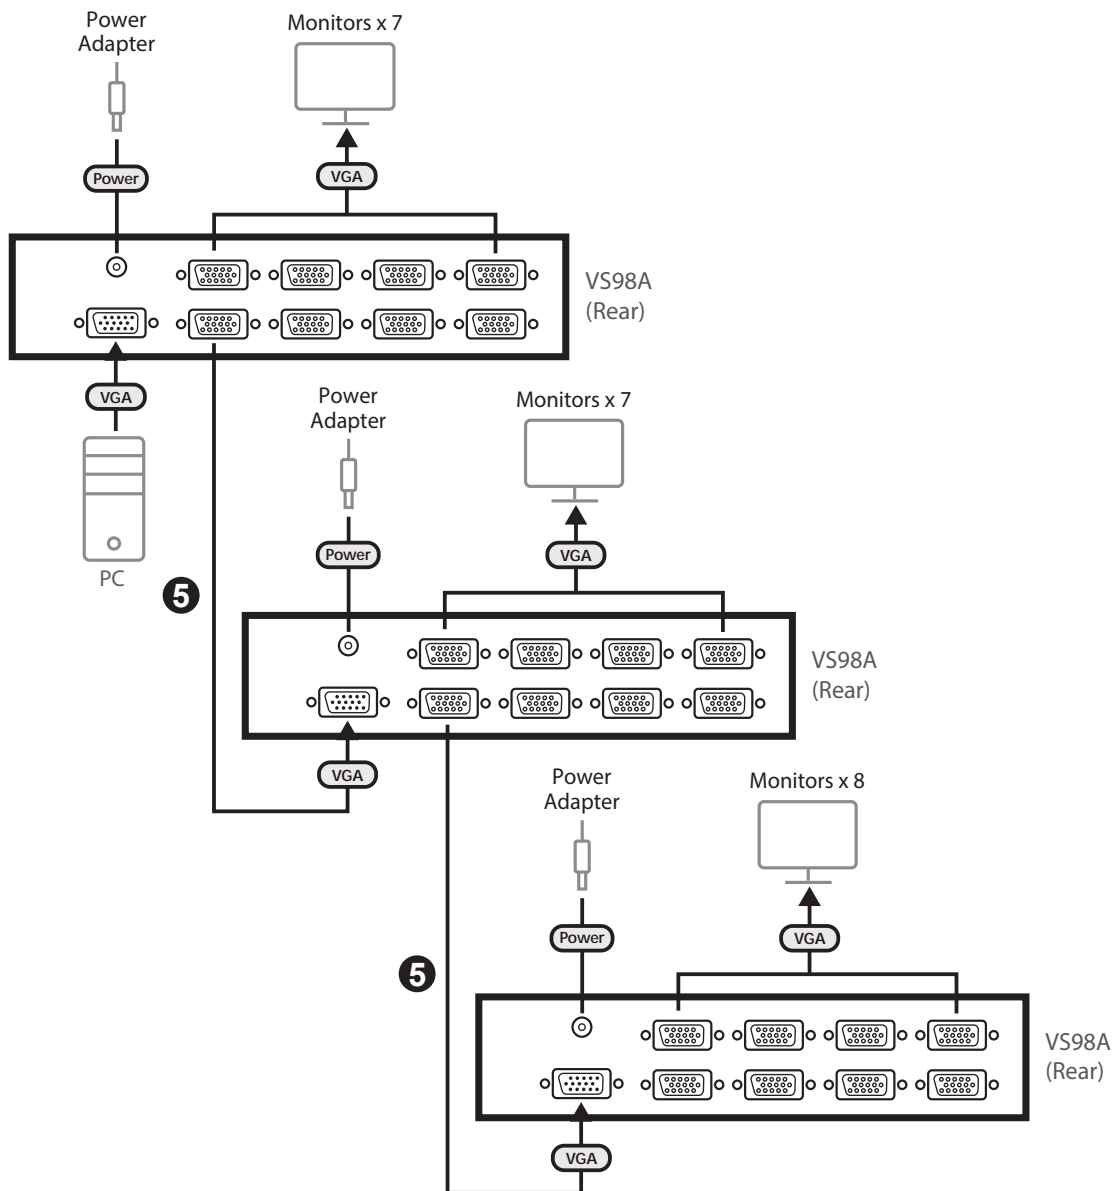 Power
Adapter
Monitors x 7
Power
VGA
VS98A
(Rear)
VGA
PC
Power
Adapter
Monitors x 7
Power
VGA
5
VS98A
(Rear)
VGA
Power
Adapter
Monitors x 8
Power
VGA
5
VS98A
(Rear)
VGA